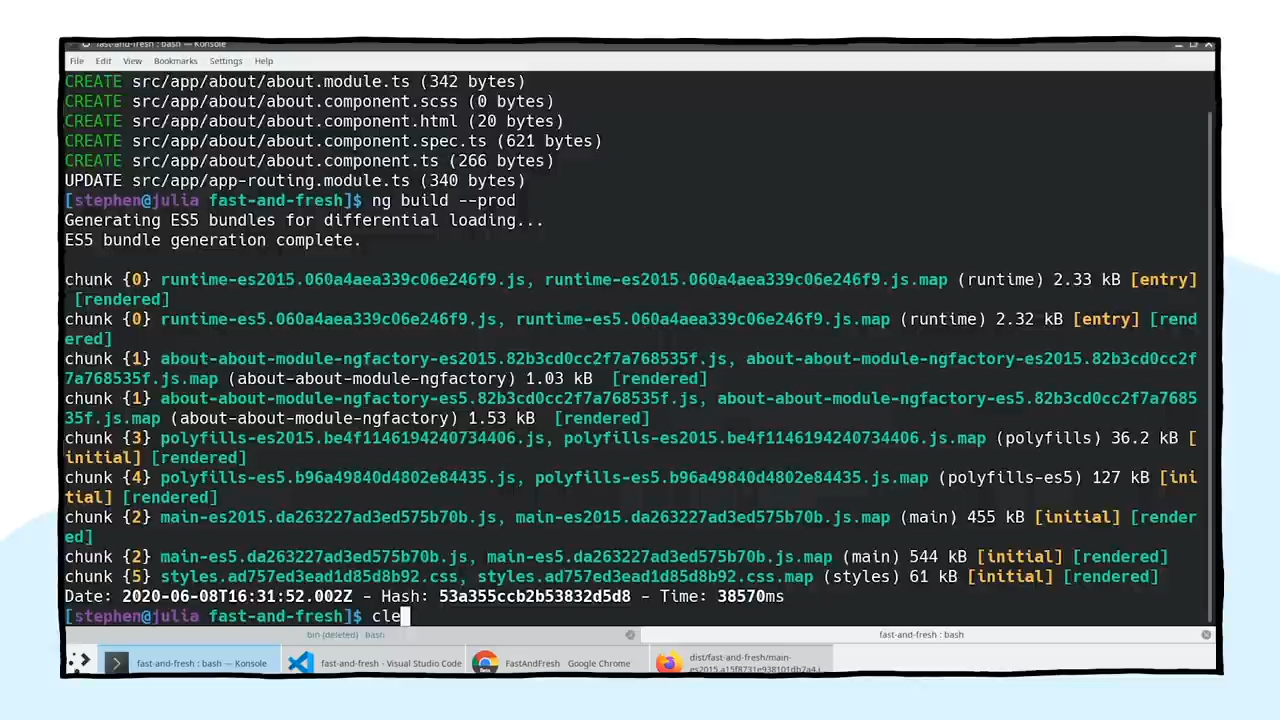 fast-and-fresh : bash — Konsole
File Edit View Bookmarks Settings Help
CREATE src/app/about/about.module.ts (342 bytes)
CREATE src/app/about/about.component.scss (0 bytes)
CREATE src/app/about/about.component.html (20 bytes)
CREATE src/app/about/about.component.spec.ts (621 bytes)
CREATE src/app/about/about.component.ts (266 bytes)
UPDATE src/app/app-routing.module.ts (340 bytes)
[stephen@julia fast-and-fresh]$ ng build --prod
Generating ES5 bundles for differential loading...
ES5 bundle generation complete.
chunk {0} runtime-es2015.060a4aea339c06e246f9.js, runtime-es2015.060a4aea339c06e246f9.js.map (runtime) 2.33 kB [entry]
[rendered]
chunk {0} runtime-es5.060a4aea339c06e246f9.js, runtime-es5.060a4aea339c06e246f9.js.map (runtime) 2.32 kB [entry] [rend
ered]
chunk {1} about-about-module-ngfactory-es2015.82b3cd0cc2f7a768535f.js, about-about-module-ngfactory-es2015.82b3cd0cc2f
7a768535f.js.map (about-about-module-ngfactory) 1.03 kB [rendered]
chunk {1} about-about-module-ngfactory-es5.82b3cd0cc2f7a768535f.js, about-about-module-ngfactory-es5.82b3cd0cc2f7a7685
35f.js.map (about-about-module-ngfactory) 1.53 kB [rendered]
chunk {3} polyfills-es2015.be4f1146194240734406.js, polyfills-es2015.be4f1146194240734406.js.map (polyfills) 36.2 kB [
initial] [rendered]
chunk {4} polyfills-es5.b96a49840d4802e84435.js, polyfills-es5.b96a49840d4802e84435.js.map (polyfills-es5) 127 kB [ini
tial] [rendered]
chunk {2} main-es2015.da263227ad3ed575b70b.js, main-es2015.da263227ad3ed575b70b.js.map (main) 455 kB [initial] [render
ed]
chunk {2} main-es5.da263227ad3ed575b70b.js, main-es5.da263227ad3ed575b70b.js.map (main) 544 kB [initial] [rendered]
chunk {5} styles.ad757ed3ead1d85d8b92.css, styles.ad757ed3ead1d85d8b92.css.map (styles) 61 kB [initial] [rendered]
Date: 2020-06-08T16:31:52.002Z - Hash: 53a355ccb2b53832d5d8 - Time: 38570ms
[stephen@julia fast-and-fresh]$ cle
bin (deleted) : bash fast-and-fresh : bash
fast-and-fresh : bash — Konsole fast-and-fresh - Visual Studio Code FastAndFresh Google Chrome dist/fast-and-fresh/main-